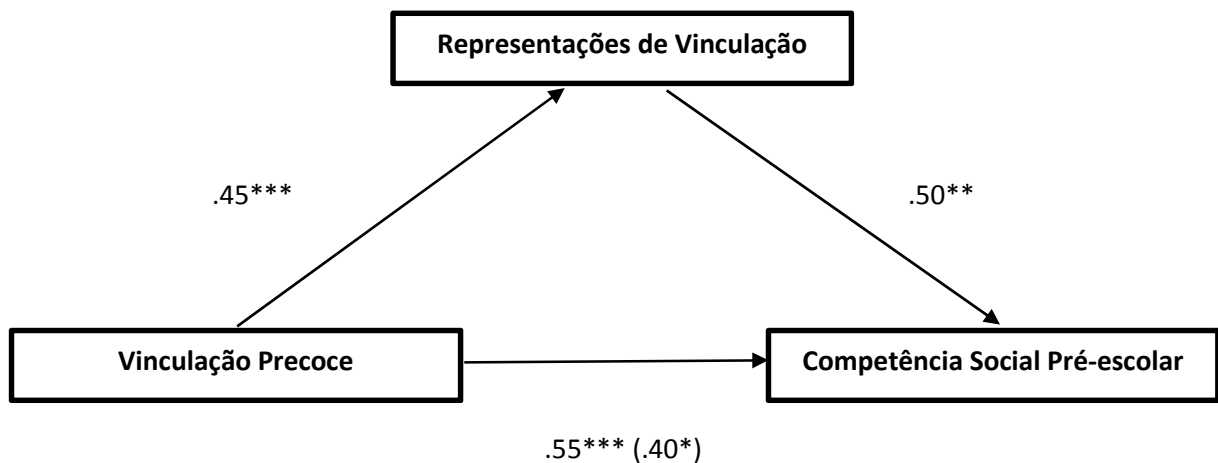 Representações de Vinculação
.45***
.50**
Vinculação Precoce
Competência Social Pré-escolar
.55*** (.40*)